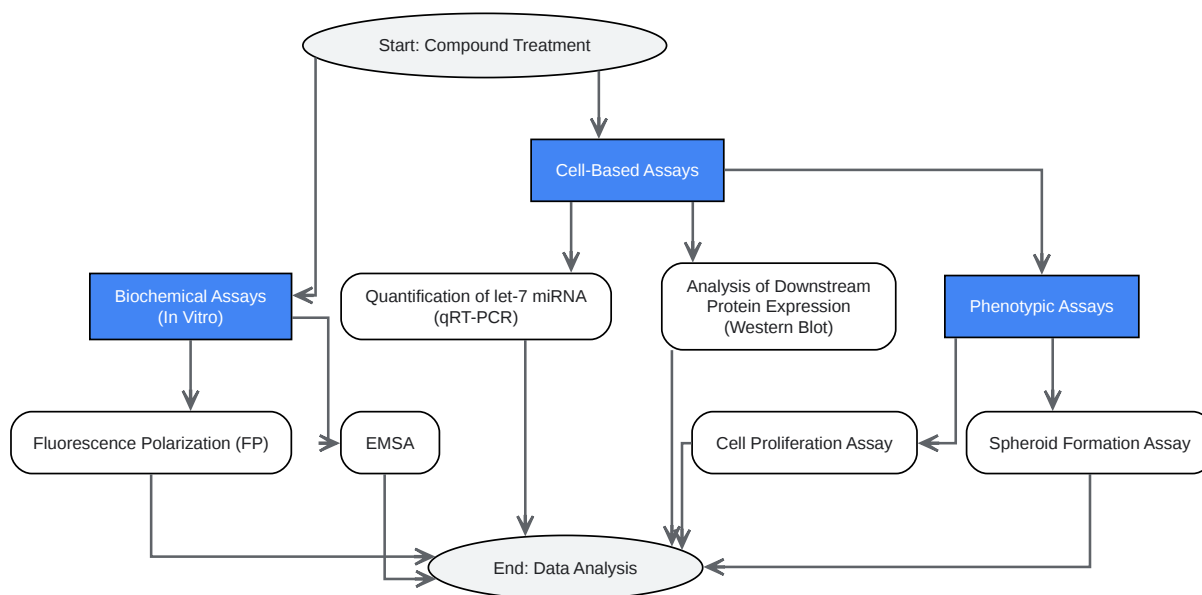 Start: Compound Treatment
Cell-Based Assays
Biochemical Assays
(In Vitro)
Quantification of let-7 miRNA
(qRT-PCR)
Analysis of Downstream
Protein Expression
(Western Blot)
Phenotypic Assays
Fluorescence Polarization (FP)
EMSA
Cell Proliferation Assay
Spheroid Formation Assay
End: Data Analysis